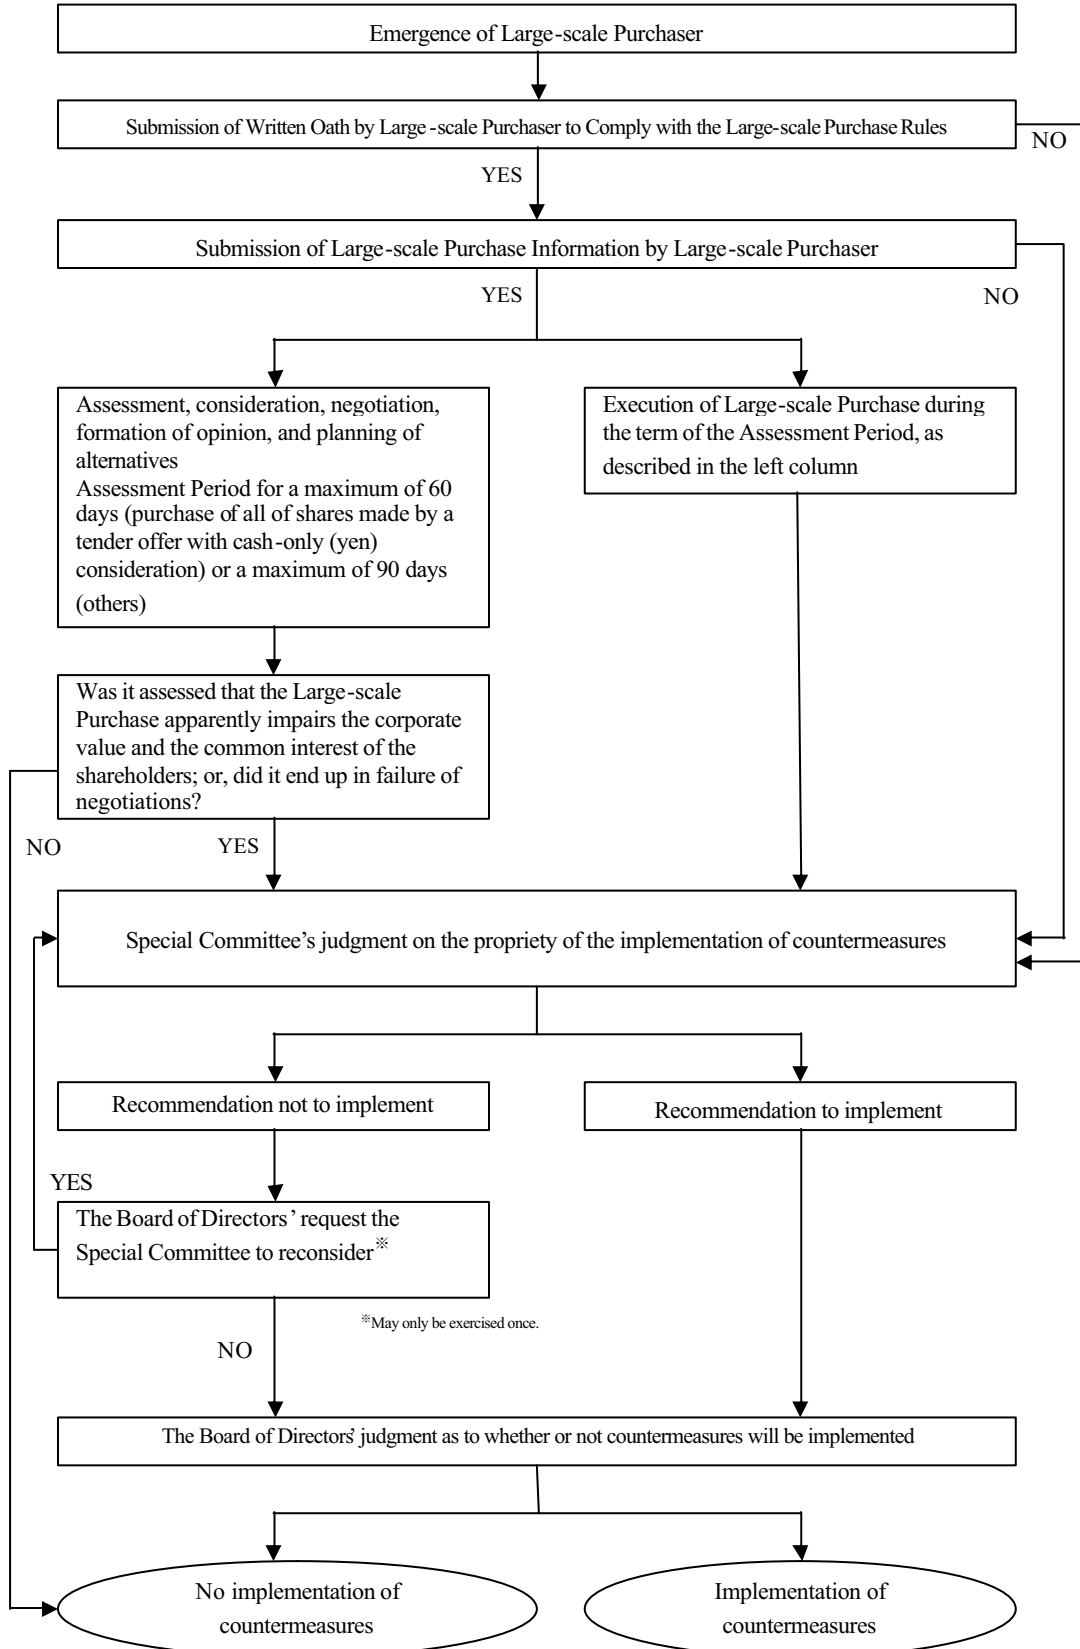 Emergence of Large-scale Purchaser
Submission of Written Oath by Large-scale Purchaser to Comply with the Large-scale Purchase Rules
NO
YES
Submission of Large-scale Purchase Information by Large-scale Purchaser
YES
NO
Assessment, consideration, negotiation,
formation of opinion, and planning of
alternatives
Assessment Period for a maximum of 60
days (purchase of all of shares made by a
tender offer with cash-only (yen)
consideration) or a maximum of 90 days
(others)
Execution of Large-scale Purchase during
the term of the Assessment Period, as
described in the left column
Was it assessed that the Large-scale
Purchase apparently impairs the corporate
value and the common interest of the
shareholders; or, did it end up in failure of
negotiations?
NO
YES
Special Committee's judgment on the propriety of the implementation of countermeasures
Recommendation not to implement
Recommendation to implement
YES
The Board of Directors' request the
Special Committee to reconsider※
※May only be exercised once.
NO
The Board of Directors' judgment as to whether or not countermeasures will be implemented
No implementation of
countermeasures
Implementation of
countermeasures